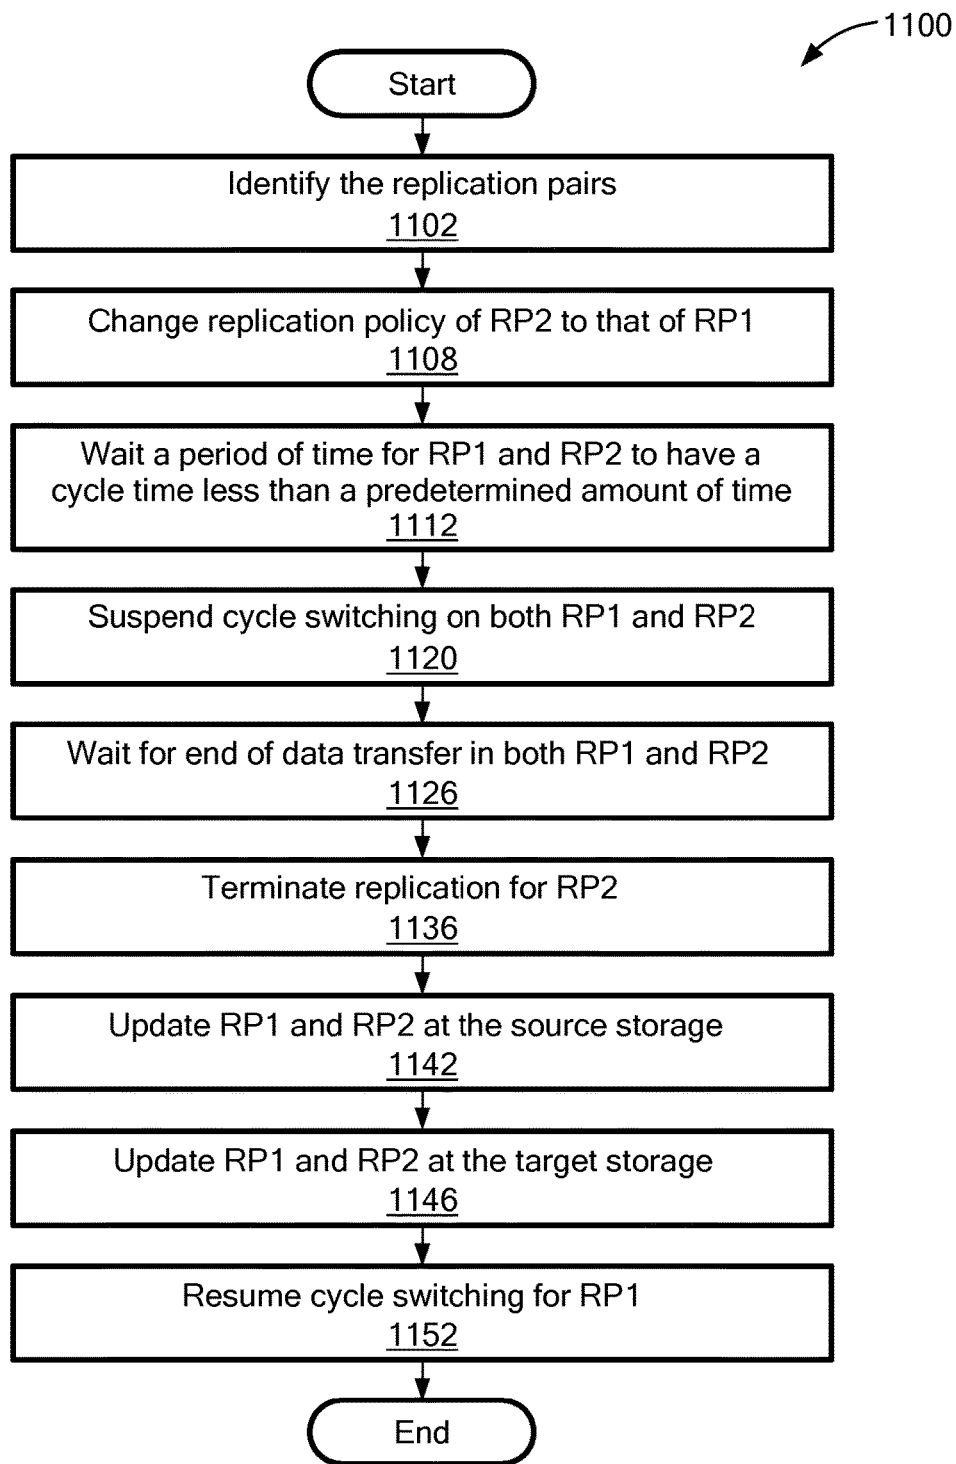 1100
Start
Identify the replication pairs
1102
Change replication policy of RP2 to that of RP1
1108
Wait a period of time for RP1 and RP2 to have a
cycle time less than a predetermined amount of time
1112
Suspend cycle switching on both RP1 and RP2
1120
Wait for end of data transfer in both RP1 and RP2
1126
Terminate replication for RP2
1136
Update RP1 and RP2 at the source storage
1142
Update RP1 and RP2 at the target storage
1146
Resume cycle switching for RP1
1152
End